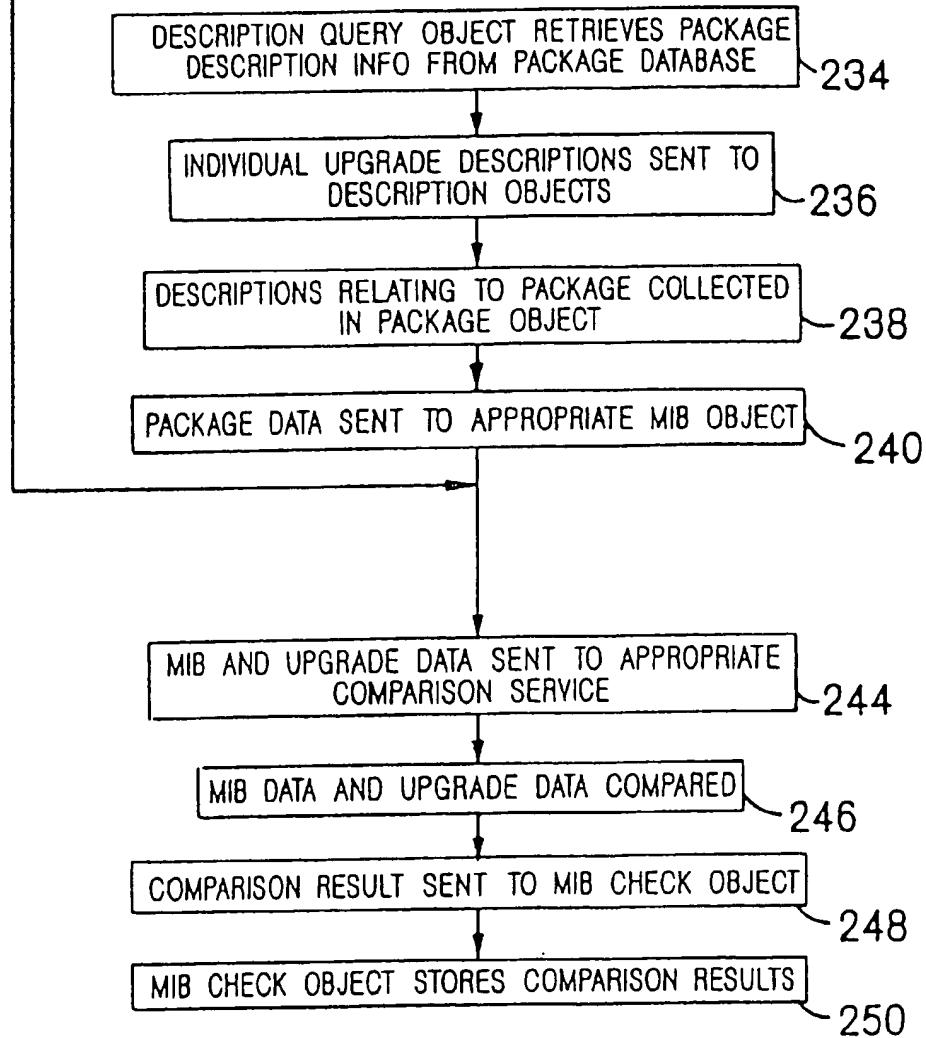 DESCRIPTION QUERY OBJECT RETRIEVES PACKAGE
DESCRIPTION INFO FROM PACKAGE DATABASE
234
INDIVIDUAL UPGRADE DESCRIPTIONS SENT TO
DESCRIPTION OBJECTS
236
DESCRIPTIONS RELATING TO PACKAGE COLLECTED
IN PACKAGE OBJECT
238
PACKAGE DATA SENT TO APPROPRIATE MIB OBJECT
240
MIB AND UPGRADE DATA SENT TO APPROPRIATE
COMPARISON SERVICE
244
MIB DATA AND UPGRADE DATA COMPARED
246
COMPARISON RESULT SENT TO MIB CHECK OBJECT
248
MIB CHECK OBJECT STORES COMPARISON RESULTS
250